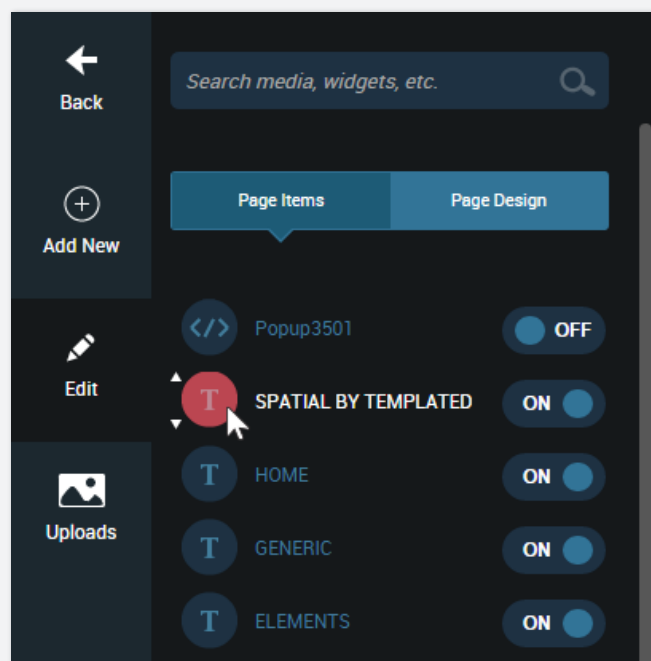 Back
Search media, widgets, etc.
Add New
Page Items
Page Design
Edit
</> Popup3501 OFF
T SPATIAL BY TEMPLATED ON
T HOME ON
Uploads
T GENERIC ON
T ELEMENTS ON